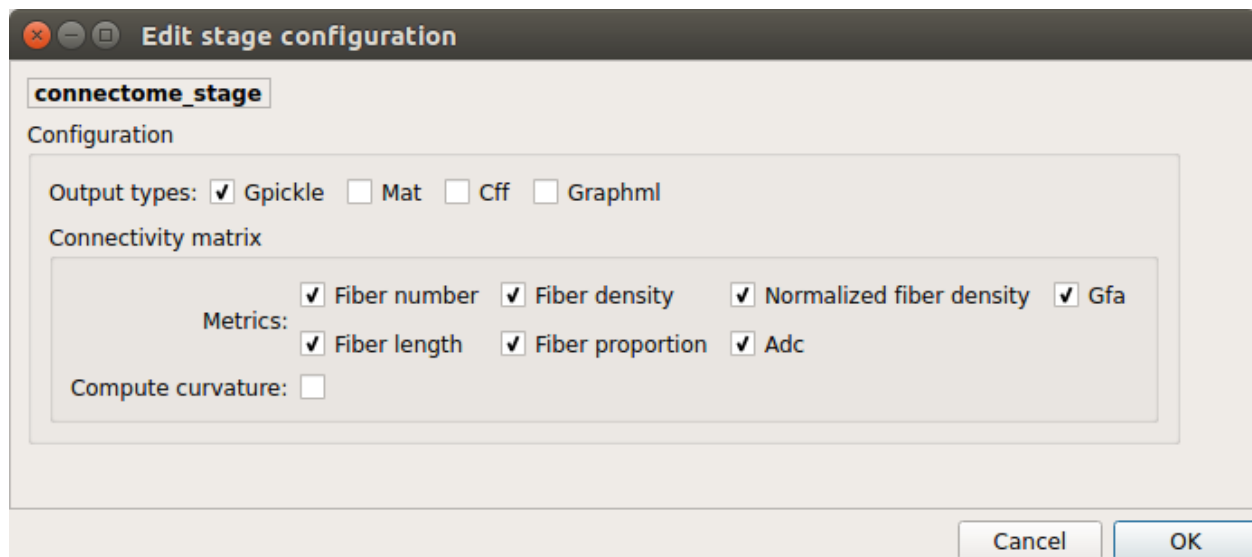 Edit stage configuration
connectome_stage
Configuration
Output types: Gpickle Mat Cff Graphml
Connectivity matrix
Metrics: Fiber number Fiber density Normalized fiber density Gfa
Fiber length Fiber proportion Adc
Compute curvature:
Cancel OK